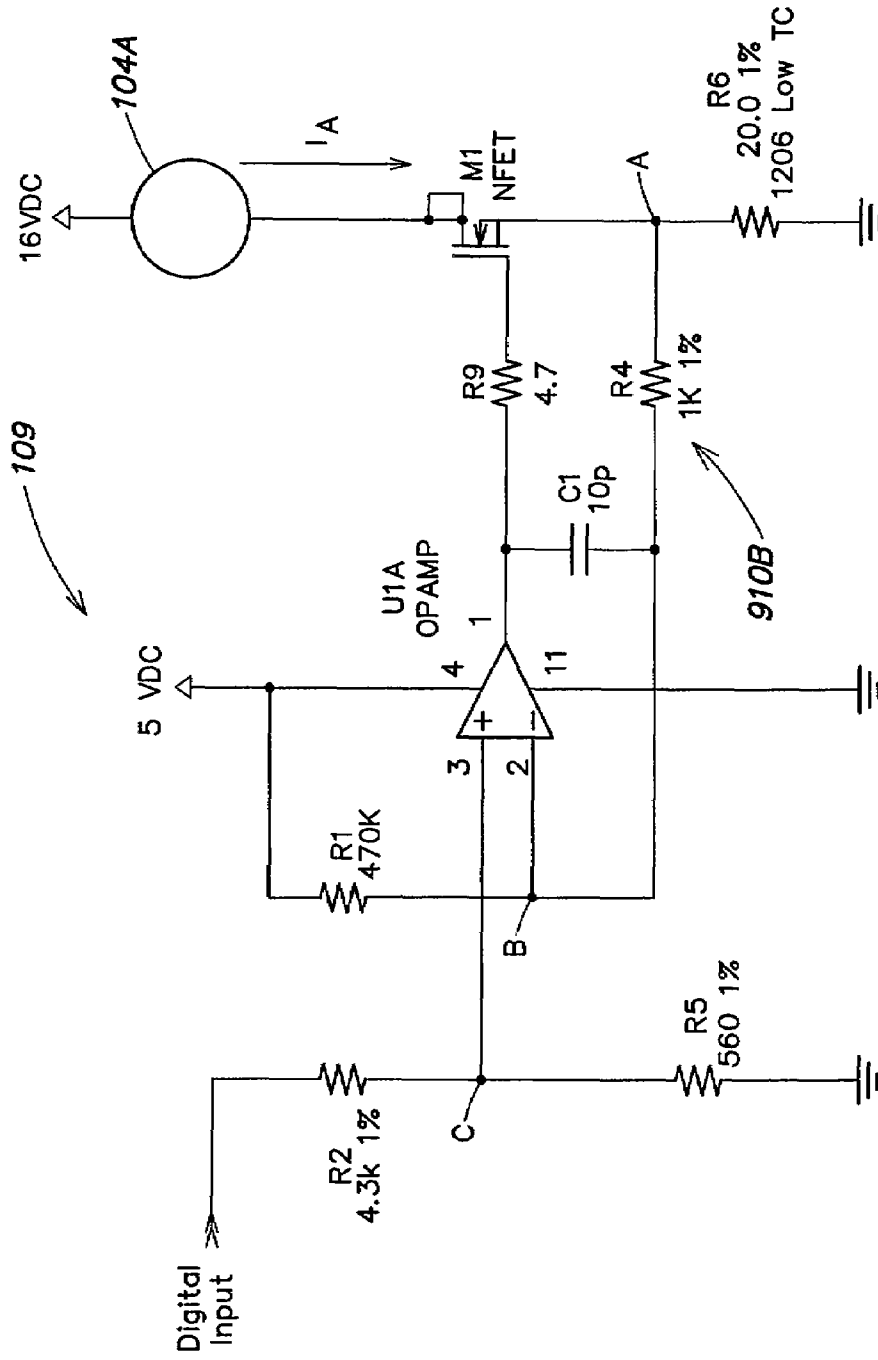 109
16VDC
104A
I A
5 VDC
R1
470K
U1A
OPAMP
4
3
+
1
2
−
11
R9
4.7
M1
NFET
Digital
Input
R2
4.3k 1%
C
B
C1
10p
R4
1K 1%
A
R5
560 1%
910B
R6
20.0 1%
1206 Low TC